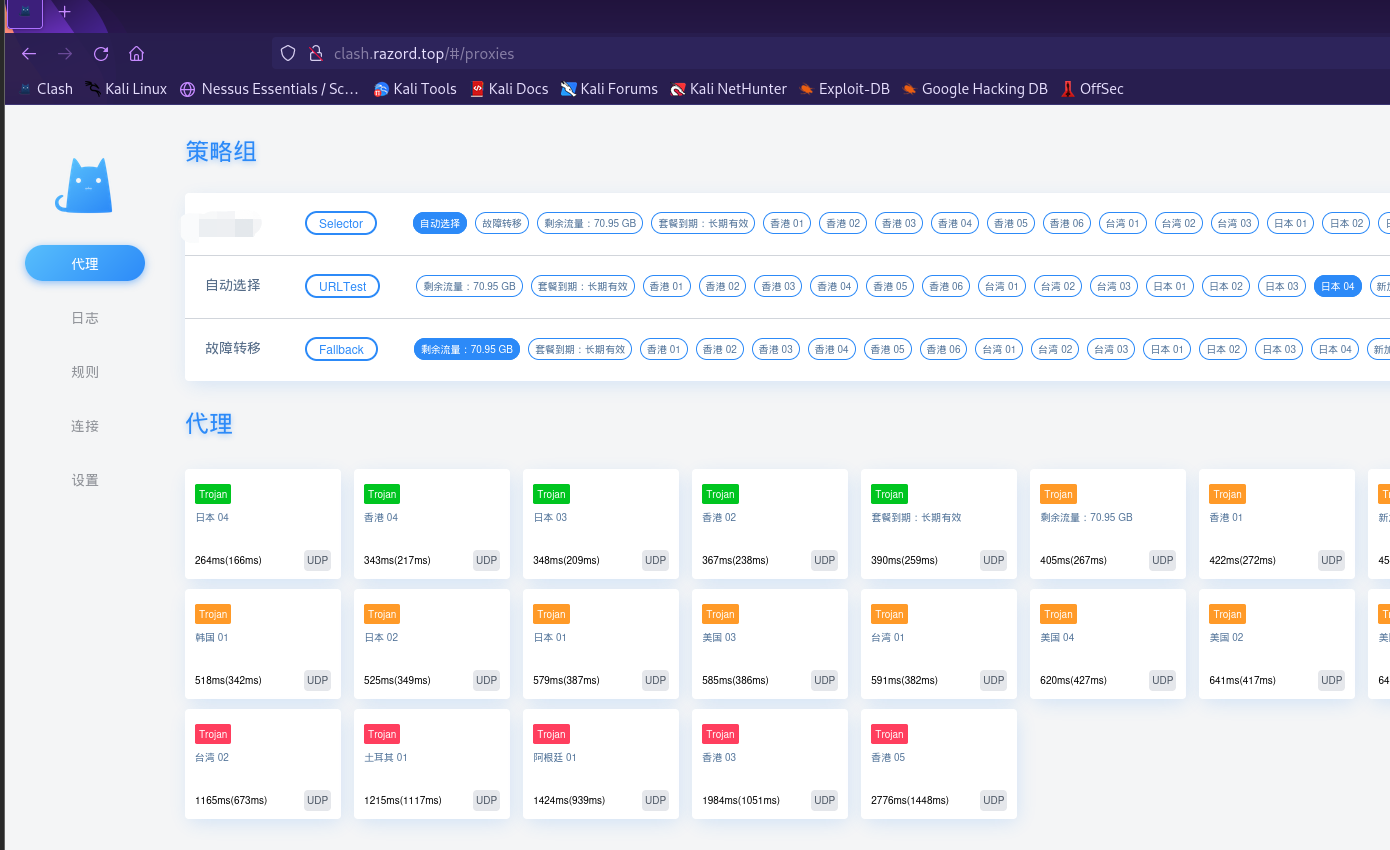 clash.razord.top/#/proxies
Clash Kali Linux Nessus Essentials / Sc… Kali Tools Kali Docs Kali Forums Kali NetHunter Exploit-DB Google Hacking DB OffSec
策略组
Selector 自动选择 故障转移 剩余流量：70.95 GB 套餐到期：长期有效 香港 01 香港 02 香港 03 香港 04 香港 05 香港 06 台湾 01 台湾 02 台湾 03 日本 01 日本 02
代理
自动选择 URLTest 剩余流量：70.95 GB 套餐到期：长期有效 香港 01 香港 02 香港 03 香港 04 香港 05 香港 06 台湾 01 台湾 02 台湾 03 日本 01 日本 02 日本 03 日本 04
日志
故障转移 Fallback 剩余流量：70.95 GB 套餐到期：长期有效 香港 01 香港 02 香港 03 香港 04 香港 05 香港 06 台湾 01 台湾 02 台湾 03 日本 01 日本 02 日本 03 日本 04
规则
连接
设置
代理
Trojan Trojan Trojan Trojan Trojan Trojan Trojan
日本 04 香港 04 日本 03 香港 02 套餐到期：长期有效 剩余流量：70.95 GB 香港 01
264ms(166ms) UDP 343ms(217ms) UDP 348ms(209ms) UDP 367ms(238ms) UDP 390ms(259ms) UDP 405ms(267ms) UDP 422ms(272ms) UDP
Trojan Trojan Trojan Trojan Trojan Trojan Trojan
韩国 01 日本 02 日本 01 美国 03 台湾 01 美国 04 美国 02
518ms(342ms) UDP 525ms(349ms) UDP 579ms(387ms) UDP 585ms(386ms) UDP 591ms(382ms) UDP 620ms(427ms) UDP 641ms(417ms) UDP
Trojan Trojan Trojan Trojan Trojan
台湾 02 土耳其 01 阿根廷 01 香港 03 香港 05
1165ms(673ms) UDP 1215ms(1117ms) UDP 1424ms(939ms) UDP 1984ms(1051ms) UDP 2776ms(1448ms) UDP